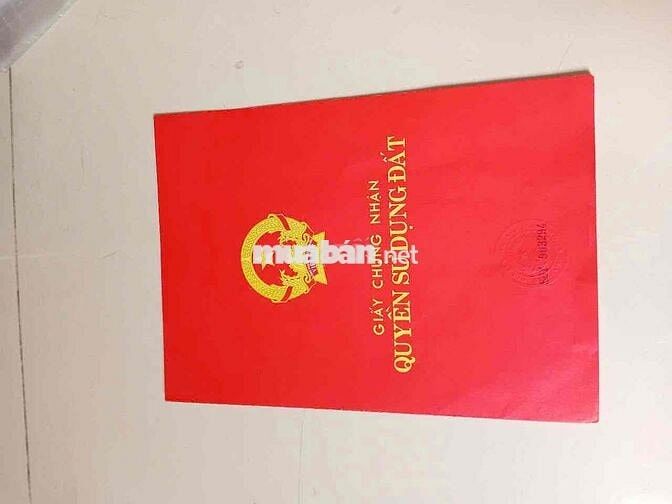 GIẤY CHỨNG NHẬN
QUYỀN SỬ DỤNG ĐẤT
muaban.net